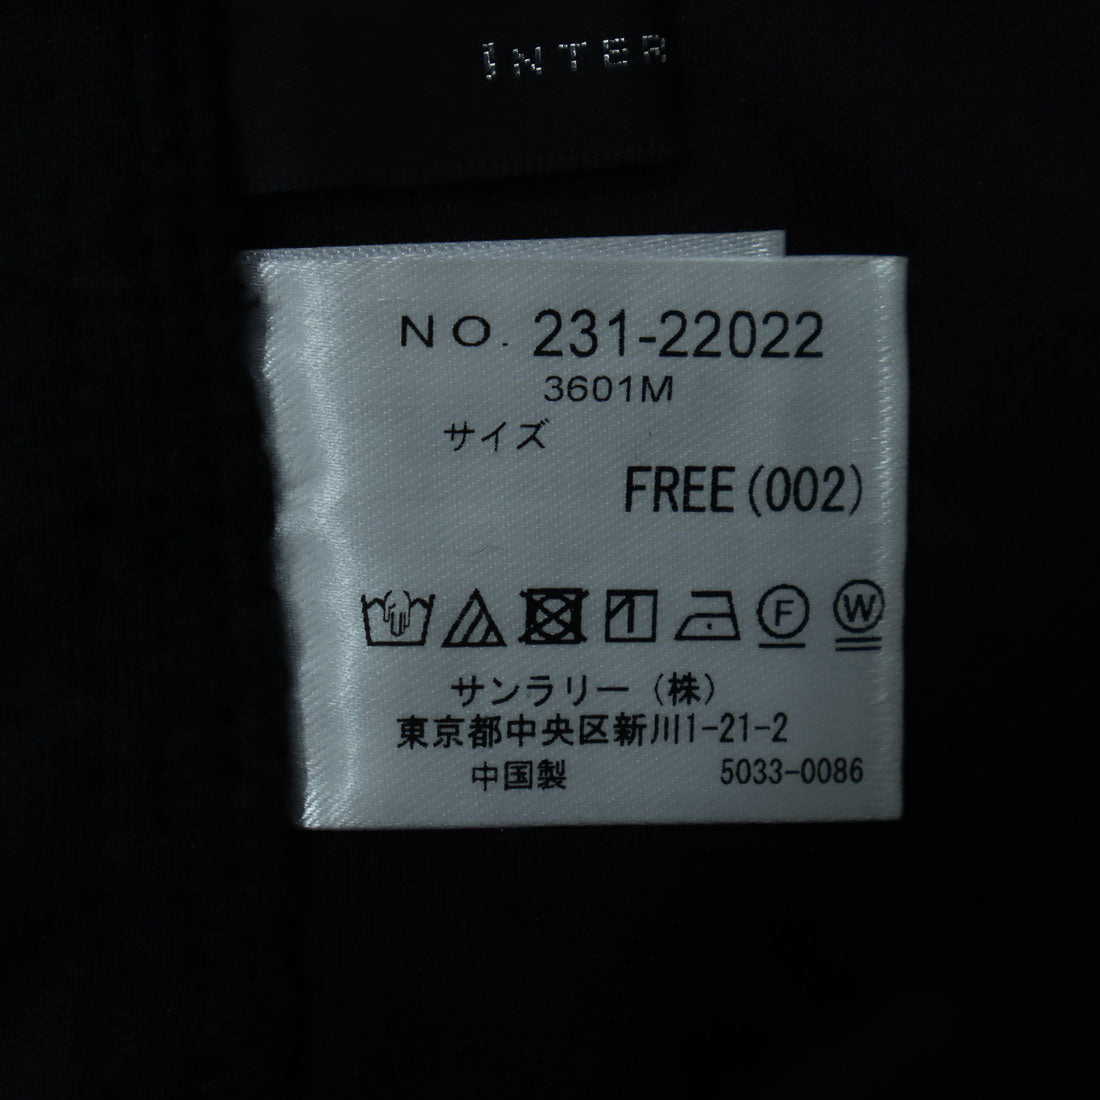 INTER
NO. 231-22022
3601M
サイズ
FREE(002)
F W
サンラリー(株)
東京都中央区新川1-21-2
中国製 5033-0086